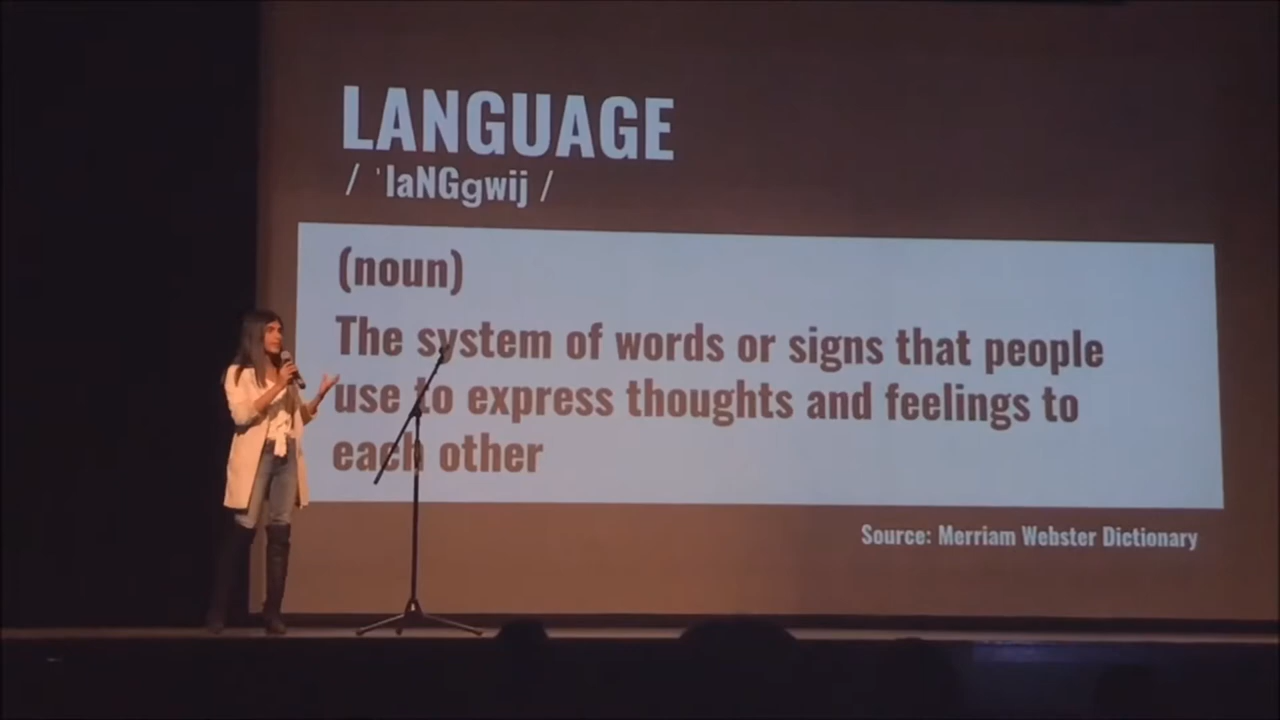 LANGUAGE
/ ˈlaNGgwij /
(noun)
The system of words or signs that people
use to express thoughts and feelings to
each other
Source: Merriam Webster Dictionary